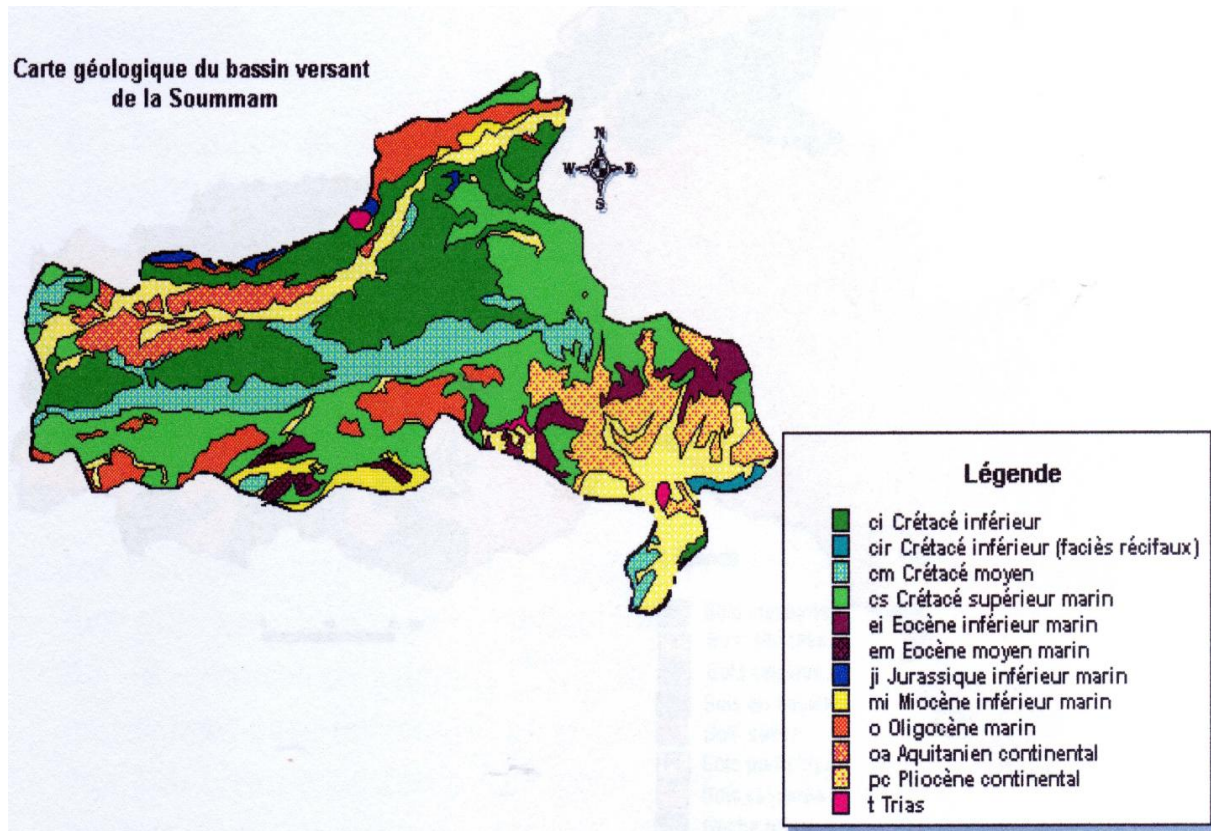 Carte géologique du bassin versant
de la Soummam
N
W
E
S
Légende
ci Crétacé inférieur
cir Crétacé inférieur (faciès récifaux)
cm Crétacé moyen
cs Crétacé supérieur marin
ei Eocène inférieur marin
em Eocène moyen marin
ji Jurassique inférieur marin
mi Miocène inférieur marin
o Oligocène marin
oa Aquitanien continental
pc Pliocène continental
t Trias